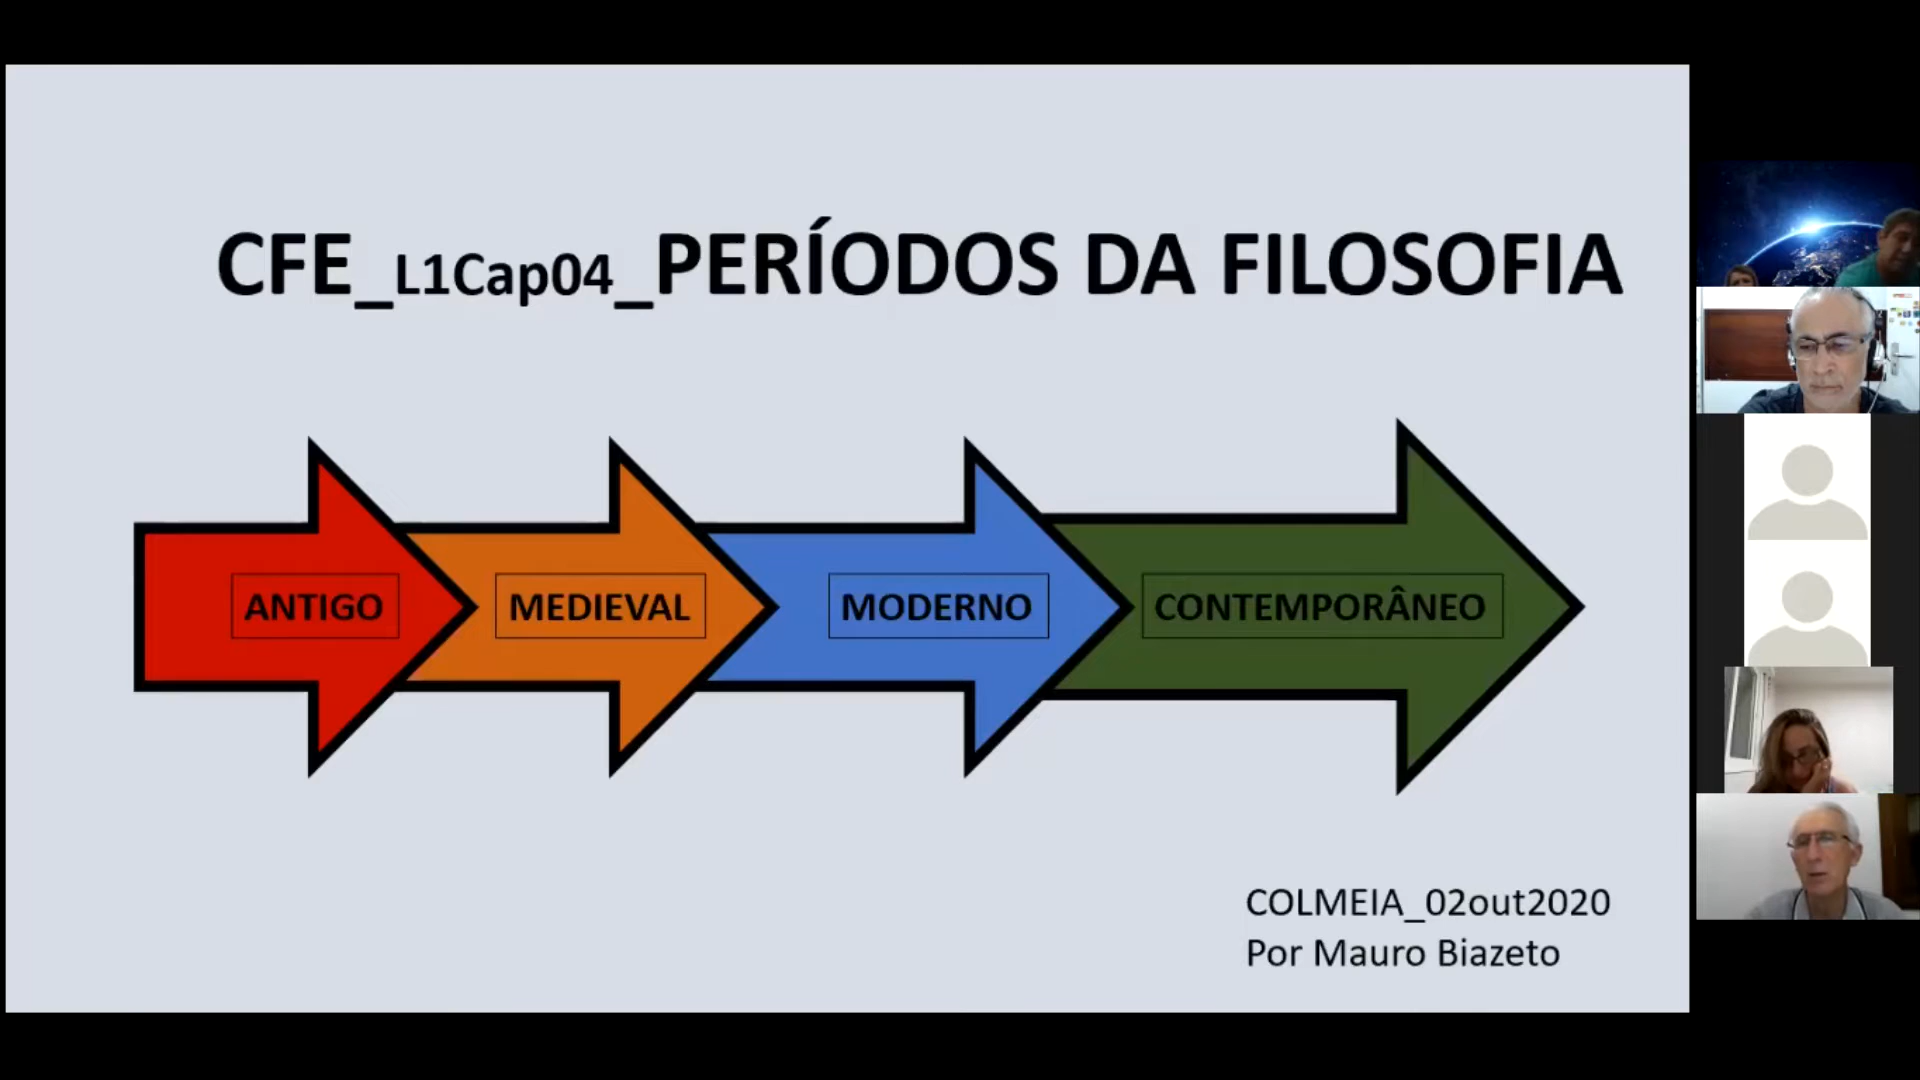 CFE_L1Cap04_PERÍODOS DA FILOSOFIA
ANTIGO
MEDIEVAL
MODERNO
CONTEMPORÂNEO
COLMEIA_02out2020
Por Mauro Biazeto